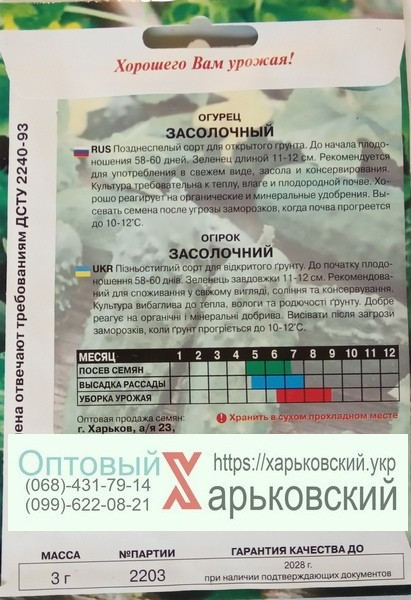 Хорошего Вам урожая!
ОГУРЕЦ
ЗАСОЛОЧНЫЙ
RUS Позднеспелый сорт для открытого грунта. До начала плодо-
ношения 58-60 дней. Зеленец длиной 11-12 см. Рекомендуется
для употребления в свежем виде, засола и консервирования.
Культура требовательна к теплу, влаге и плодородной почве. Хо-
рошо реагирует на органические и минеральные удобрения. Вы-
севать семена после угрозы заморозков, когда почва прогреется
до 10-12˚С.
ОГІРОК
ЗАСОЛОЧНИЙ
UKR Пізньостиглий сорт для відкритого ґрунту. До початку плодо-
ношення 58-60 днів. Зеленець завдовжки 11-12 см. Рекомендова-
ний для споживання у свіжому вигляді, соління та консервування.
Культура вибаглива до тепла, вологи та родючості ґрунту. Добре
реагує на органічні і мінеральні добрива. Висівати після загрози
заморозків, коли ґрунт прогріється до 10-12°С.
МЕСЯЦ 1 2 3 4 5 6 7 8 9 10 11 12
ПОСЕВ СЕМЯН
ВЫСАДКА РАССАДЫ
УБОРКА УРОЖАЯ
Оптовая продажа семян:
г. Харьков, а/я 23,
Хранить в сухом прохладном месте
мена отвечают требованиям ДСТУ 2240-93
Оптовый Харьковский
https://харьковский.укр
(068)-431-79-14
(099)-622-08-21
МАССА №ПАРТИИ ГАРАНТИЯ КАЧЕСТВА ДО
3 г 2203 2028 г.
при наличии подтверждающих документов